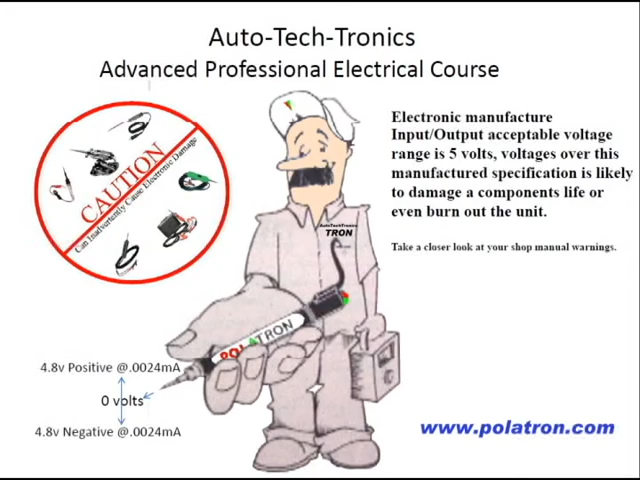 Auto-Tech-Tronics
Advanced Professional Electrical Course
Electronic manufacture
Input/Output acceptable voltage
range is 5 volts, voltages over this
manufactured specification is likely
to damage a components life or
even burn out the unit.
Take a closer look at your shop manual warnings.
CAUTION
Can Inadvertently Cause Electronic Damage
AutoTechTronics
TRON
POLATRON
4.8v Positive @.0024mA
0 volts
4.8v Negative @.0024mA
www.polatron.com